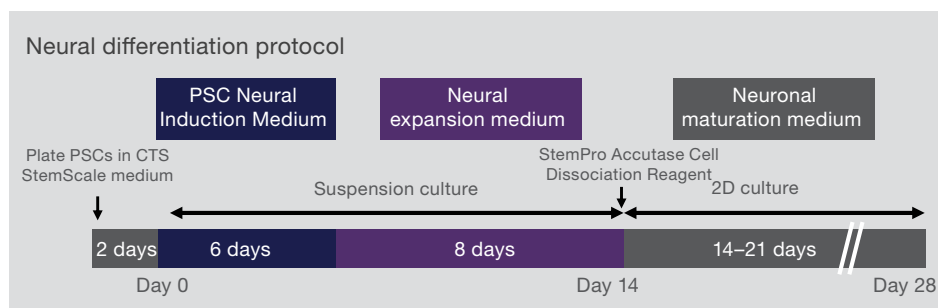 Neural differentiation protocol
PSC Neural
Induction Medium
Neural
expansion medium
Neuronal
maturation medium
Plate PSCs in CTS
StemScale medium
StemPro Accutase Cell
Dissociation Reagent
Suspension culture
2D culture
2 days
6 days
8 days
14–21 days
Day 0
Day 14
Day 28